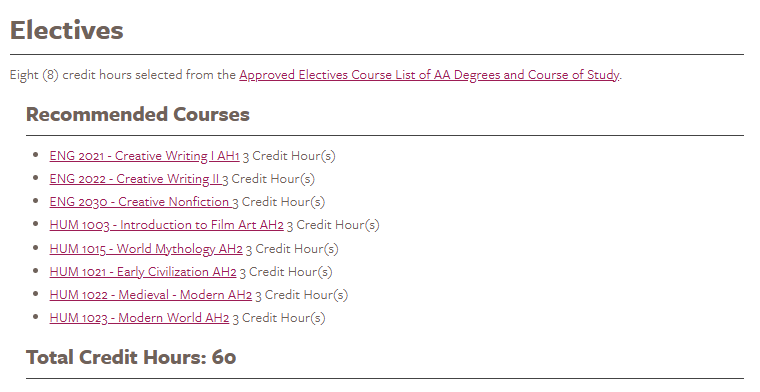 Electives
Eight (8) credit hours selected from the Approved Electives Course List of AA Degrees and Course of Study.
Recommended Courses
• ENG 2021 - Creative Writing I AH1 3 Credit Hour(s)
• ENG 2022 - Creative Writing II 3 Credit Hour(s)
• ENG 2030 - Creative Nonfiction 3 Credit Hour(s)
• HUM 1003 - Introduction to Film Art AH2 3 Credit Hour(s)
• HUM 1015 - World Mythology AH2 3 Credit Hour(s)
• HUM 1021 - Early Civilization AH2 3 Credit Hour(s)
• HUM 1022 - Medieval - Modern AH2 3 Credit Hour(s)
• HUM 1023 - Modern World AH2 3 Credit Hour(s)
Total Credit Hours: 60